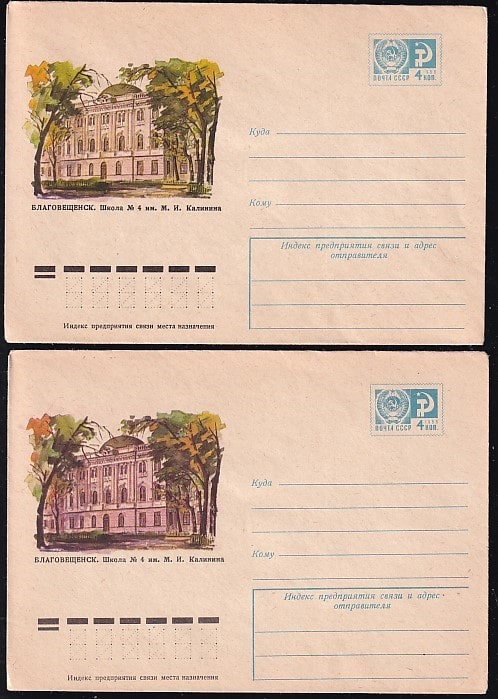 1966
ПОЧТА СССР
4 КОП.
Куда
БЛАГОВЕЩЕНСК. Школа № 4 им. М. И. Калинина
Кому
Индекс предприятия связи и адрес
отправителя
Индекс предприятия связи места назначения
ПОЧТА СССР
4 КОП.
Куда
БЛАГОВЕЩЕНСК. Школа № 4 им. М. И. Калинина
Кому
Индекс предприятия связи и адрес
отправителя
Индекс предприятия связи места назначения